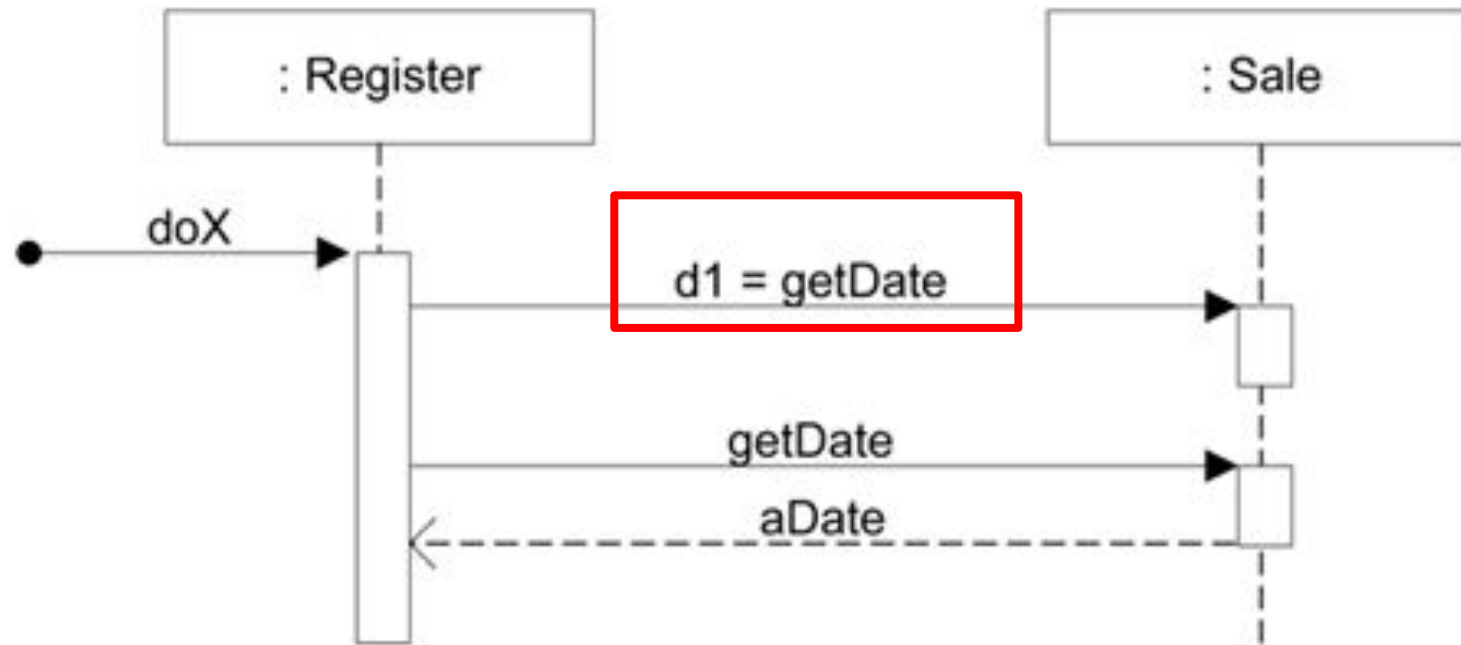 : Register
: Sale
doX
d1 = getDate
getDate
aDate